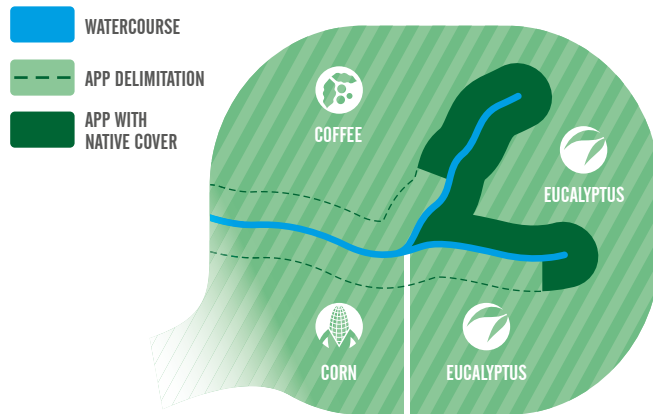 WATERCOURSE
APP DELIMITATION
APP WITH
NATIVE COVER
COFFEE
EUCALYPTUS
CORN
EUCALYPTUS